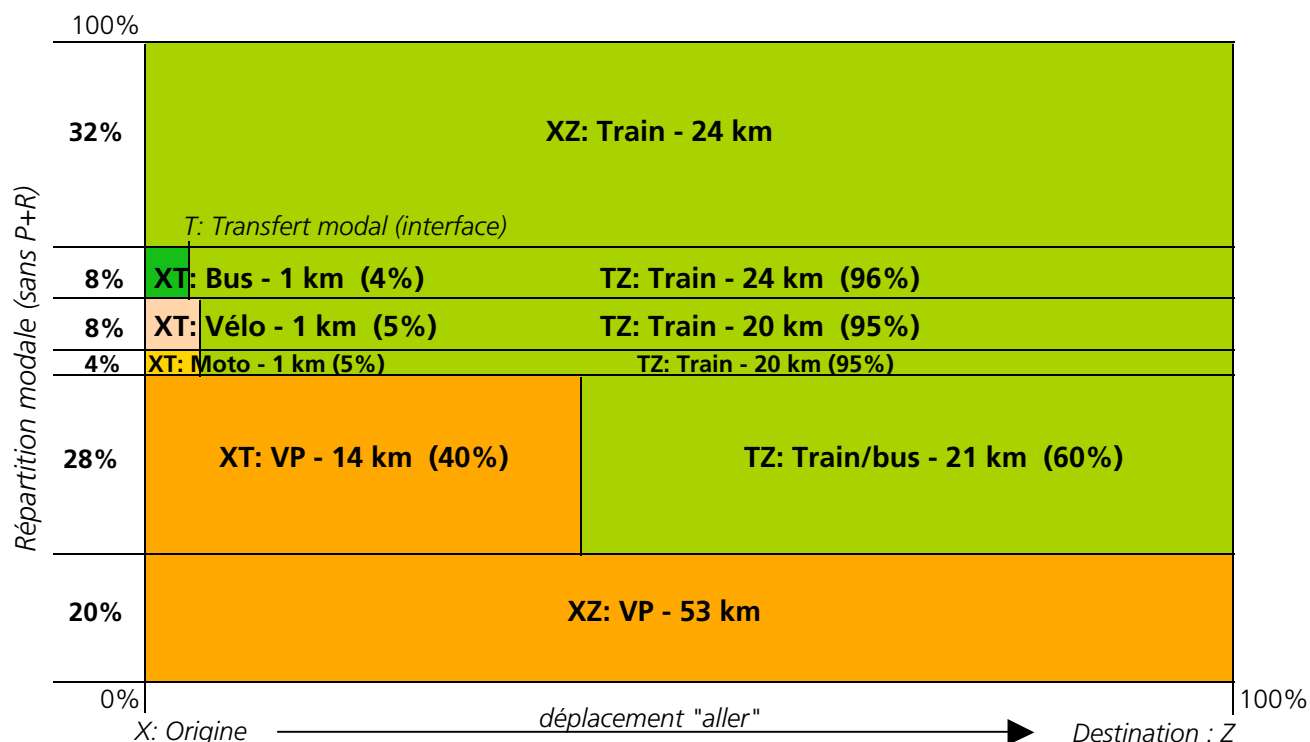 100%
32% XZ: Train - 24 km
T: Transfert modal (interface)
8% XT: Bus - 1 km (4%) TZ: Train - 24 km (96%)
8% XT: Vélo - 1 km (5%) TZ: Train - 20 km (95%)
4% XT: Moto - 1 km (5%) TZ: Train - 20 km (95%)
28% XT: VP - 14 km (40%) TZ: Train/bus - 21 km (60%)
20% XZ: VP - 53 km
Répartition modale (sans P+R)
0% 100%
X: Origine déplacement "aller" Destination : Z